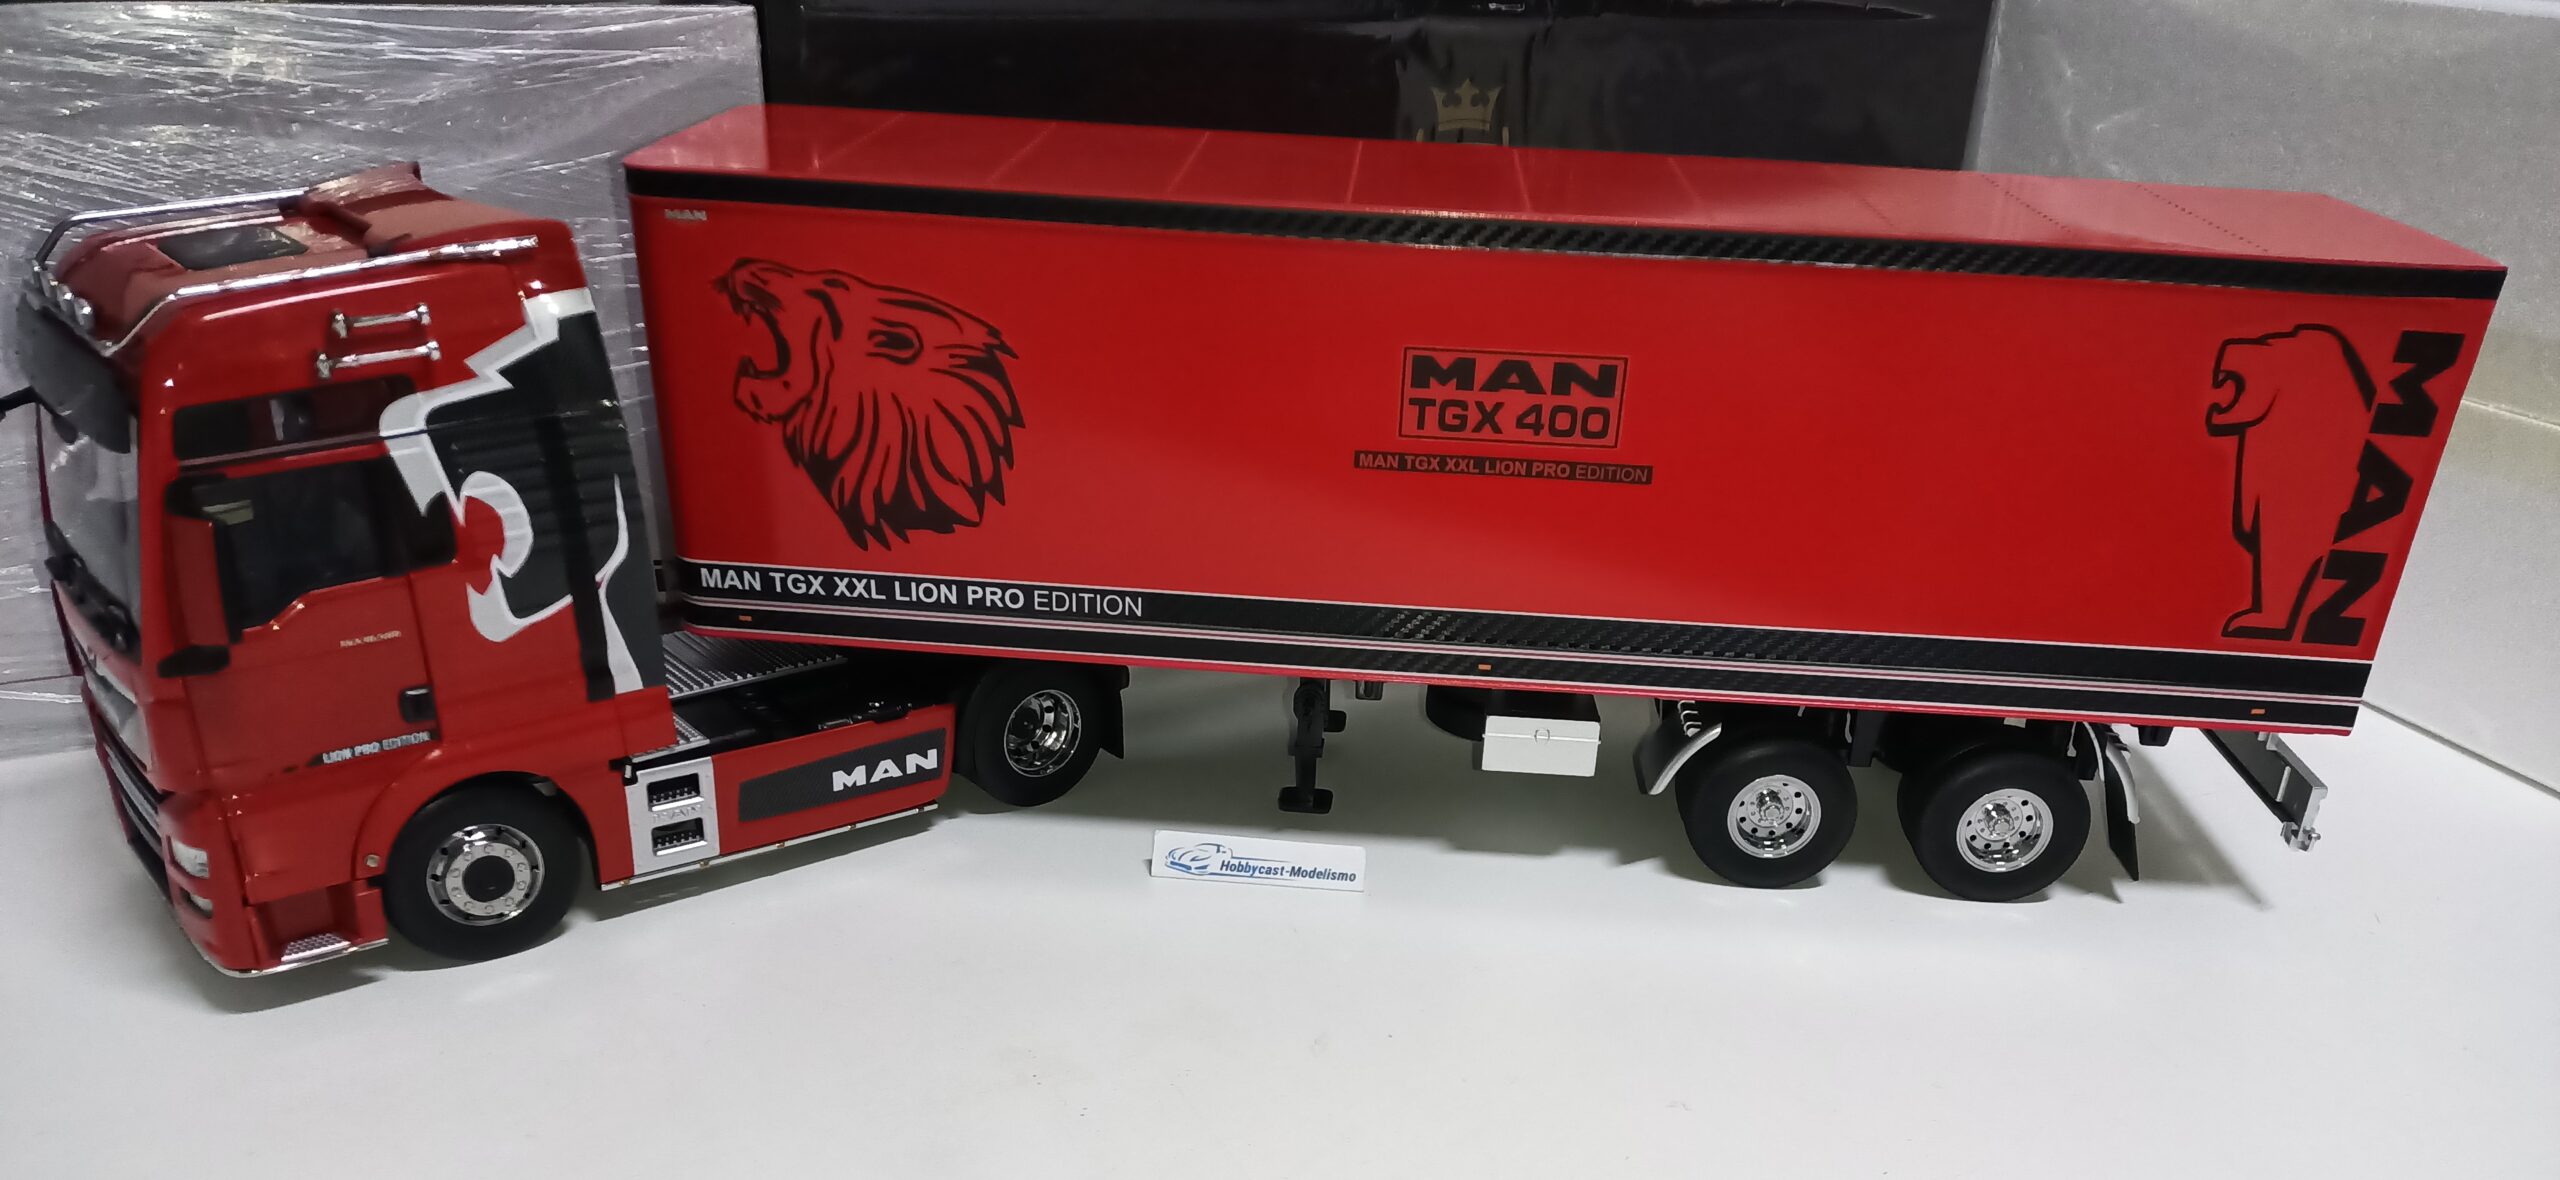 MAN
MAN
TGX 400
MAN TGX XXL LION PRO EDITION
MAN
MAN TGX XXL LION PRO EDITION
LION PRO EDITION
MAN
Hobbycast-Modelismo